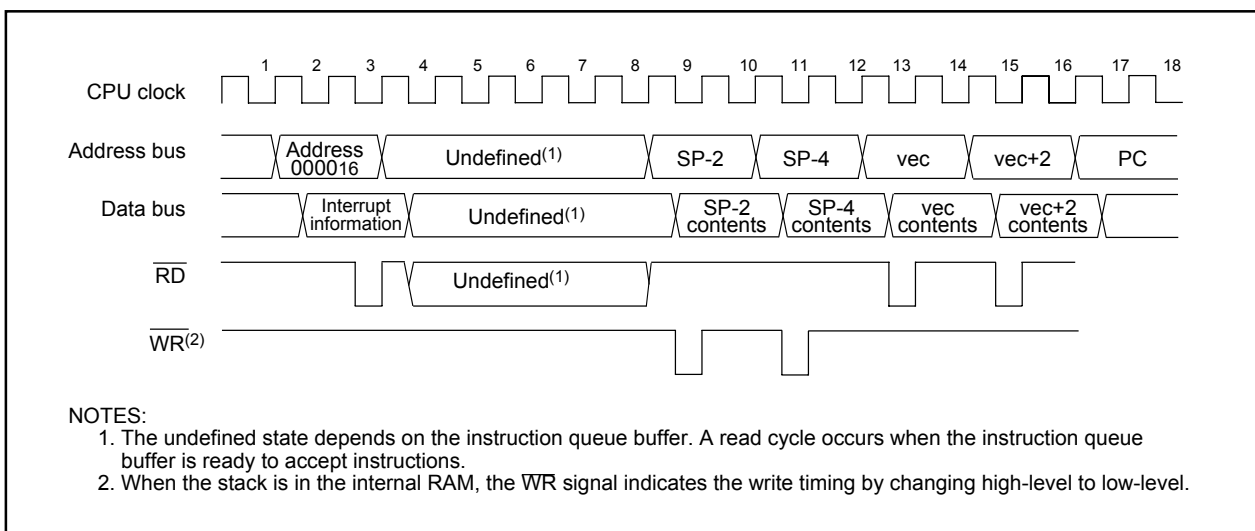 1 2 3 4 5 6 7 8 9 10 11 12 13 14 15 16 17 18
CPU clock
Address bus
Address
000016
Undefined(1)
SP-2
SP-4
vec
vec+2
PC
Data bus
Interrupt
information
Undefined(1)
SP-2
contents
SP-4
contents
vec
contents
vec+2
contents
RD
Undefined(1)
WR(2)
NOTES:
1. The undefined state depends on the instruction queue buffer. A read cycle occurs when the instruction queue
buffer is ready to accept instructions.
2. When the stack is in the internal RAM, the WR signal indicates the write timing by changing high-level to low-level.